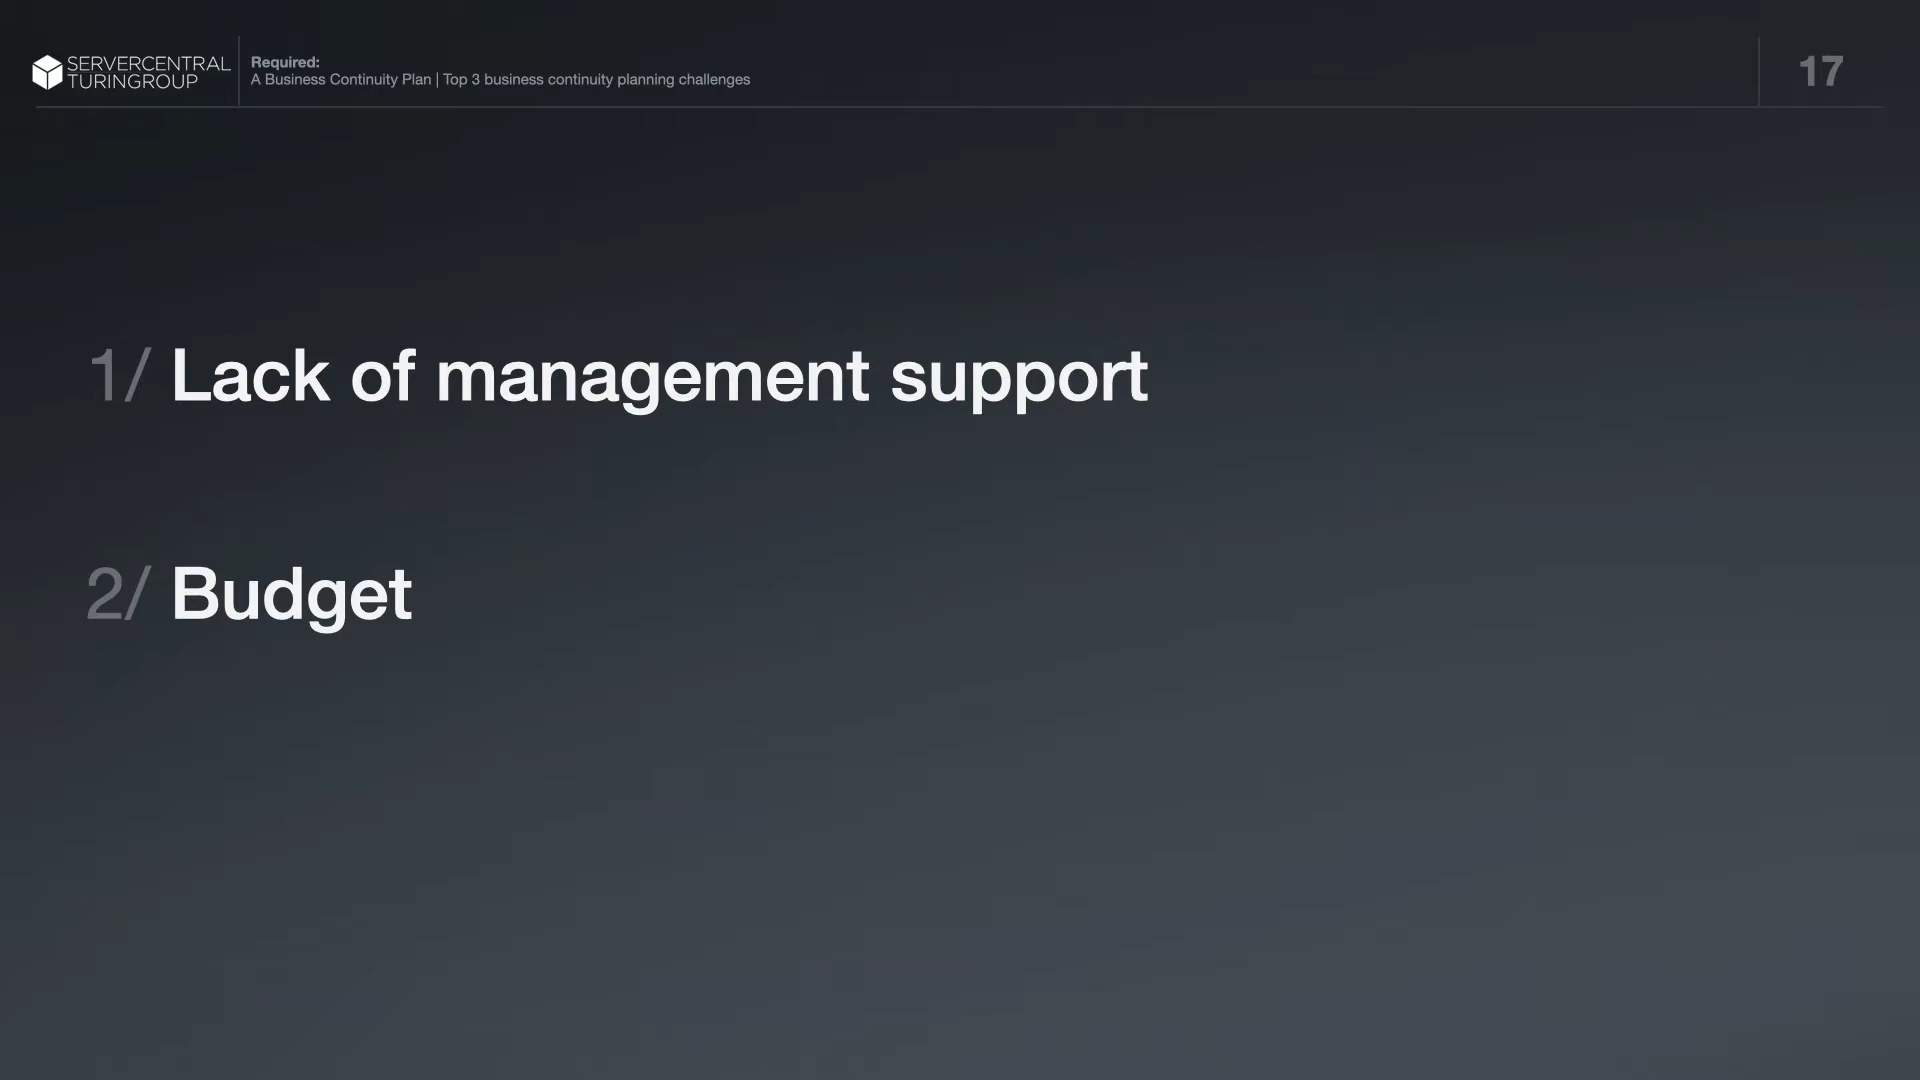 SERVERCENTRAL
TURINGROUP
Required:
A Business Continuity Plan | Top 3 business continuity planning challenges
17
1/ Lack of management support
2/ Budget